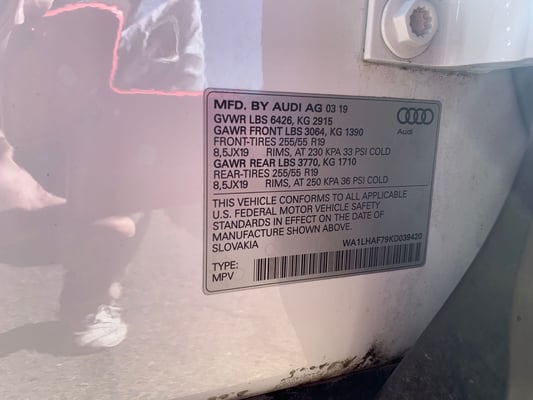 MFD. BY AUDI AG 03 19
GVWR LBS 6426, KG 2915
GAWR FRONT LBS 3064, KG 1390
FRONT-TIRES 255/55 R19
8,5JX19 RIMS, AT 230 KPA 33 PSI COLD
GAWR REAR LBS 3770, KG 1710
REAR-TIRES 255/55 R19
8,5JX19 RIMS, AT 250 KPA 36 PSI COLD
Audi
THIS VEHICLE CONFORMS TO ALL APPLICABLE
U.S. FEDERAL MOTOR VEHICLE SAFETY
STANDARDS IN EFFECT ON THE DATE OF
MANUFACTURE SHOWN ABOVE.
SLOVAKIA WA1LHAF79KD039420
TYPE:
MPV